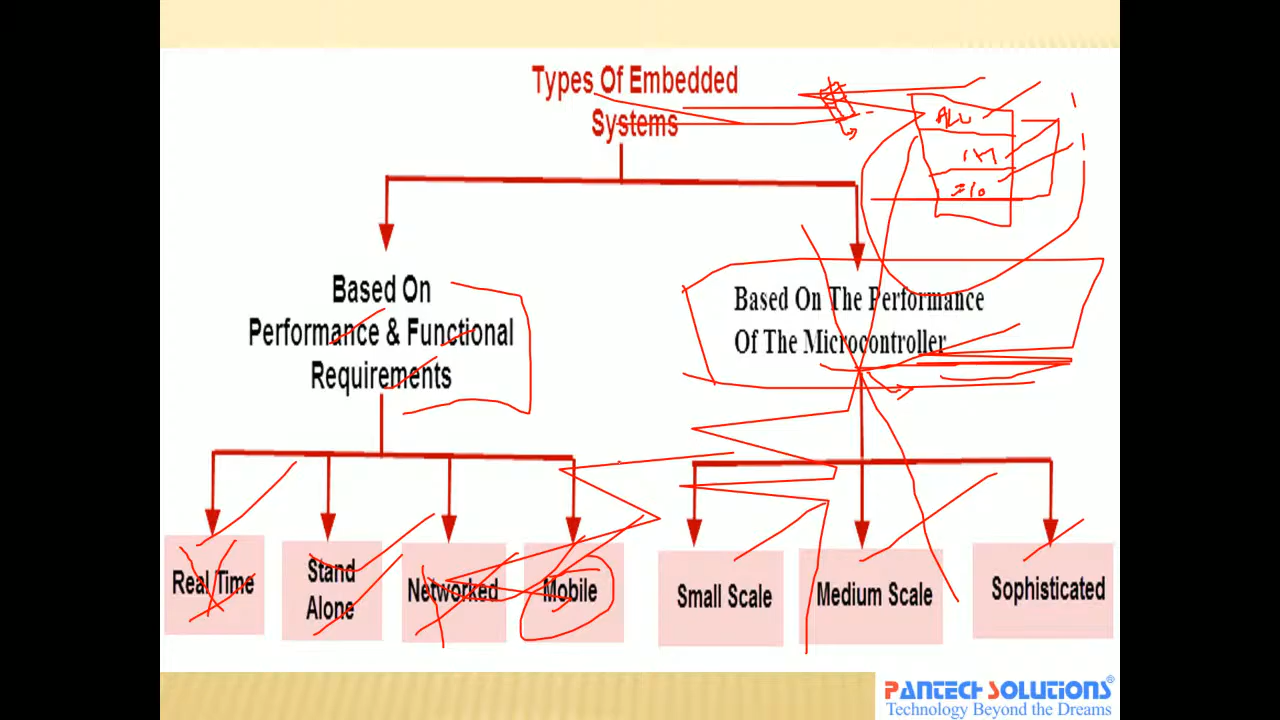 Types Of Embedded
Systems
ALU
I/O
Based On
Performance & Functional
Requirements
Based On The Performance
Of The Microcontroller
Real Time
Stand
Alone
Networked
Mobile
Small Scale
Medium Scale
Sophisticated
PANTECH SOLUTIONS®
Technology Beyond the Dreams